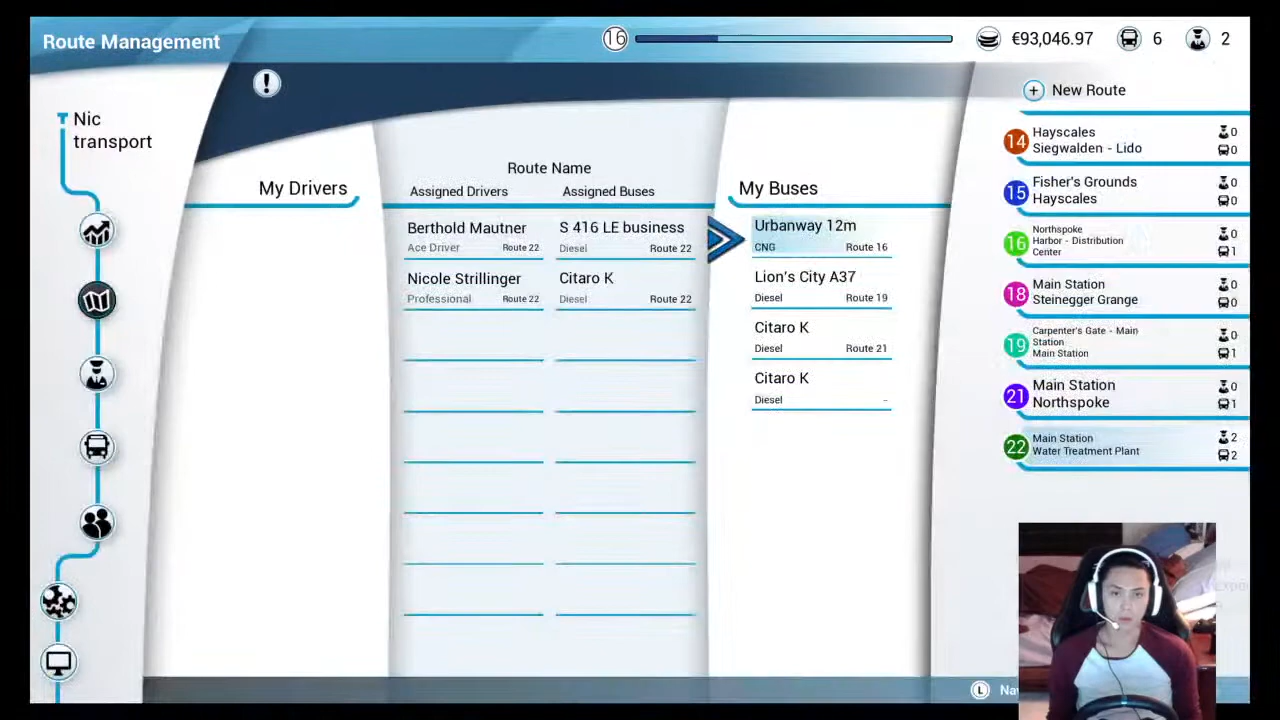 Route Management
16
€93,046.97
6
2
Nic
transport
!
My Drivers
Route Name
Assigned Drivers
Assigned Buses
Berthold Mautner
Ace Driver
Route 22
S 416 LE business
Diesel
Route 22
Nicole Strillinger
Professional
Route 22
Citaro K
Diesel
Route 22
My Buses
Urbanway 12m
CNG
Route 16
Lion's City A37
Diesel
Route 19
Citaro K
Diesel
Route 21
Citaro K
Diesel
-
+ New Route
14
Hayscales
Siegwalden - Lido
0
0
15
Fisher's Grounds
Hayscales
0
0
16
Northspoke
Harbor - Distribution
Center
0
1
18
Main Station
Steinegger Grange
0
0
19
Carpenter's Gate - Main
Station
Main Station
0
1
21
Main Station
Northspoke
0
1
22
Main Station
Water Treatment Plant
2
2
L